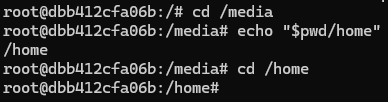 root@dbb412cfa06b:/# cd /media
root@dbb412cfa06b:/media# echo "$pwd/home"
/home
root@dbb412cfa06b:/media# cd /home
root@dbb412cfa06b:/home#